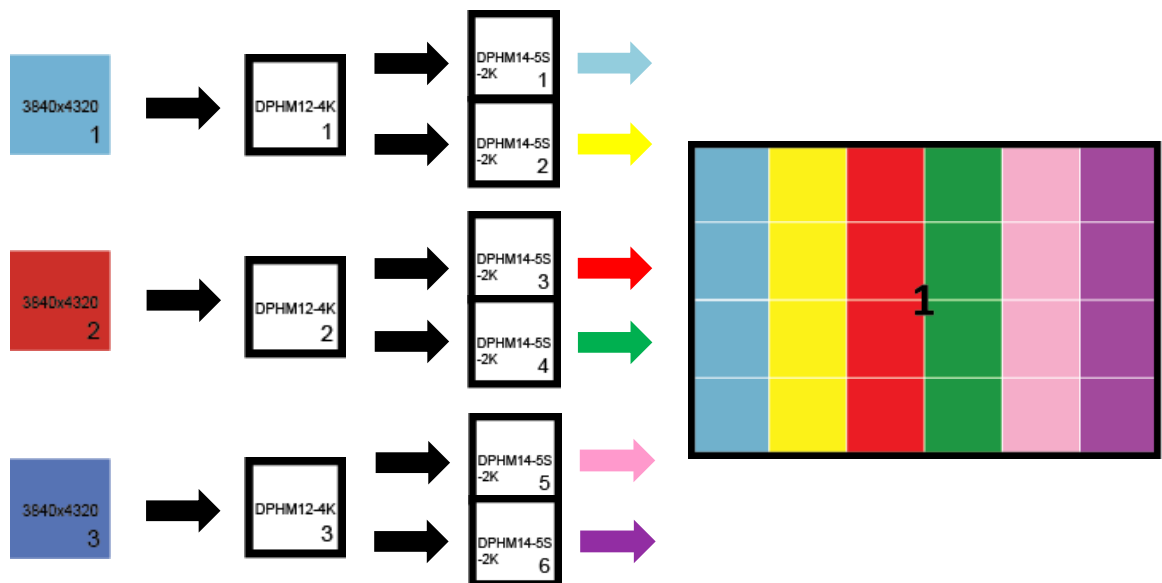 3840x4320
1
DPHM12-4K
1
DPHM14-5S
-2K
1
DPHM14-5S
-2K
2
3840x4320
2
DPHM12-4K
2
DPHM14-5S
-2K
3
DPHM14-5S
-2K
4
3840x4320
3
DPHM12-4K
3
DPHM14-5S
-2K
5
DPHM14-5S
-2K
6
1